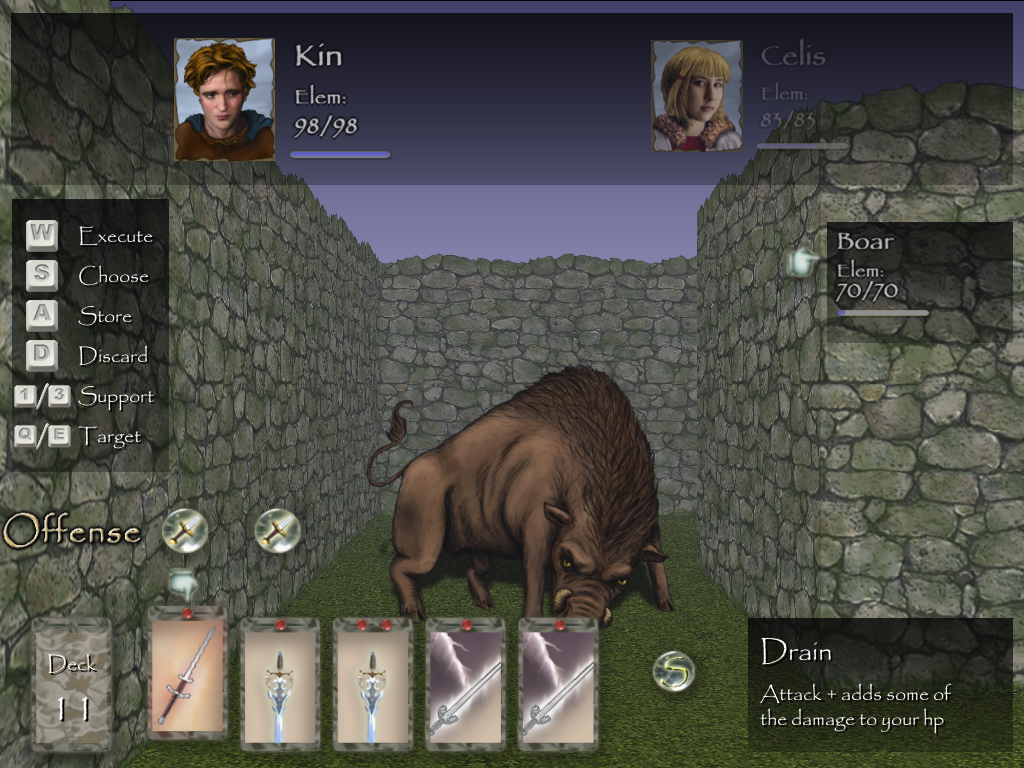 Kin
Elem:
98/98
Celis
Elem:
83/83
W Execute
S Choose
A Store
D Discard
1/3 Support
Q/E Target
Boar
Elem:
70/70
Offense
Deck
11
S
Drain
Attack + adds some of
the damage to your hp